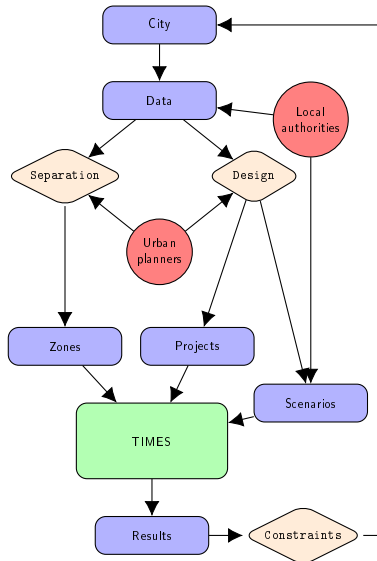 City
Data
Local
authorities
Separation
Design
Urban
planners
Zones
Projects
Scenarios
TIMES
Results
Constraints